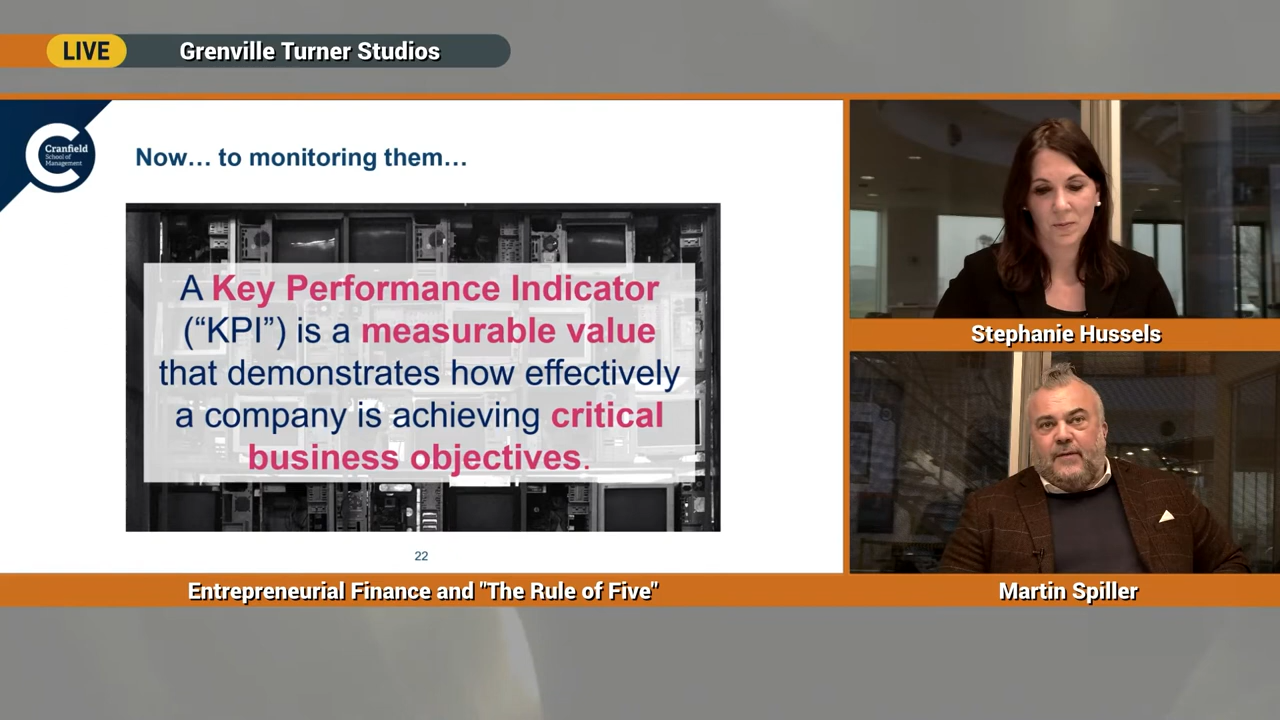 LIVE
Grenville Turner Studios
Cranfield
School of
Management
Now… to monitoring them…
A Key Performance Indicator
(“KPI”) is a measurable value
that demonstrates how effectively
a company is achieving critical
business objectives.
22
Entrepreneurial Finance and "The Rule of Five"
Stephanie Hussels
Martin Spiller